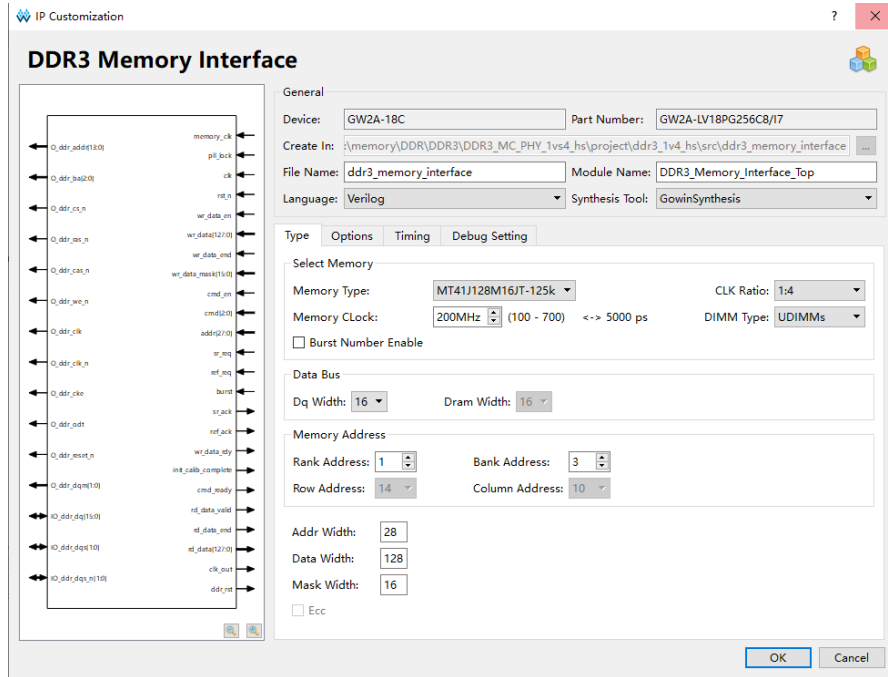 IP Customization ? ×
DDR3 Memory Interface
O_ddr_addr(13:0)
O_ddr_ba(2:0)
O_ddr_cs_n
O_ddr_ras_n
O_ddr_cas_n
O_ddr_we_n
O_ddr_clk
O_ddr_clk_n
O_ddr_cke
O_ddr_odt
O_ddr_reset_n
O_ddr_dqm(1:0)
IO_ddr_dq(15:0)
IO_ddr_dqs(1:0)
IO_ddr_dqs_n(1:0)
memory_clk
pll_lock
clk
rst_n
wr_data_en
wr_data(127:0)
wr_data_end
wr_data_mask(15:0)
cmd_en
cmd(2:0)
addr(27:0)
sr_req
ref_req
burst
sr_ack
ref_ack
wr_data_rdy
init_calib_complete
cmd_ready
rd_data_valid
rd_data_end
rd_data(127:0)
clk_out
ddr_rst
General
Device: GW2A-18C Part Number: GW2A-LV18PG256C8/I7
Create In: :\memory\DDR\DDR3\DDR3_MC_PHY_1vs4_hs\project\ddr3_1v4_hs\src\ddr3_memory_interface ...
File Name: ddr3_memory_interface Module Name: DDR3_Memory_Interface_Top
Language: Verilog Synthesis Tool: GowinSynthesis
Type Options Timing Debug Setting
Select Memory
Memory Type: MT41J128M16JT-125k CLK Ratio: 1:4
Memory CLock: 200MHz (100 - 700) <-> 5000 ps DIMM Type: UDIMMs
Burst Number Enable
Data Bus
Dq Width: 16 Dram Width: 16
Memory Address
Rank Address: 1 Bank Address: 3
Row Address: 14 Column Address: 10
Addr Width: 28
Data Width: 128
Mask Width: 16
Ecc
OK Cancel